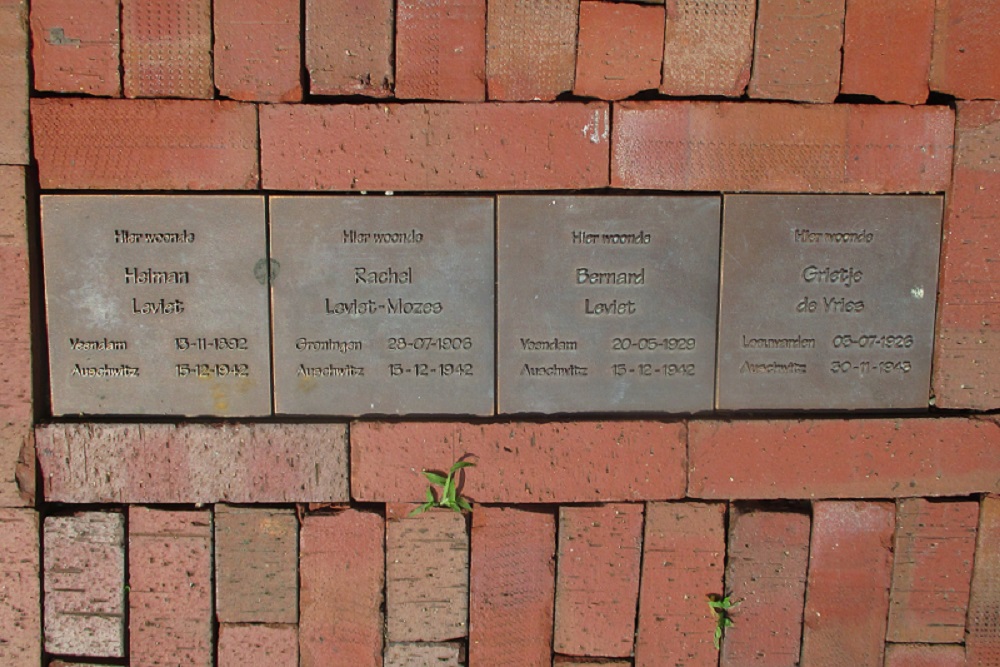 Hier woonde
Heiman
Leviet
Veendam 13-11-1892
Auschwitz 15-12-1942
Hier woonde
Rachel
Leviet-Mozes
Groningen 28-07-1906
Auschwitz 15-12-1942
Hier woonde
Bernard
Leviet
Veendam 20-05-1929
Auschwitz 15-12-1942
Hier woonde
Grietje
de Vries
Leeuwarden 03-07-1926
Auschwitz 30-11-1943